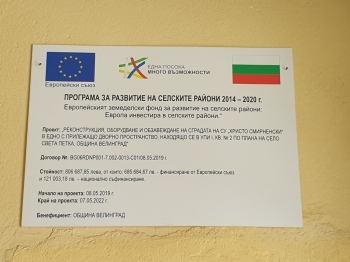 ЕДНА ПОСОКА
МНОГО ВЪЗМОЖНОСТИ
Европейски съюз
ПРОГРАМА ЗА РАЗВИТИЕ НА СЕЛСКИТЕ РАЙОНИ 2014 – 2020 г.
Европейският земеделски фонд за развитие на селските райони:
Европа инвестира в селските райони."
Проект: „РЕКОНСТРУКЦИЯ, ОБОРУДВАНЕ И ОБЗАВЕЖДАНЕ НА СГРАДАТА НА СУ „ХРИСТО СМИРНЕНСКИ"
В ЕДНО С ПРИЛЕЖАЩО ДВОРНО ПРОСТРАНСТВО; НАХОДЯЩО СЕ В УПИ I, КВ. № 2 ПО ПЛАНА НА СЕЛО
СВЕТА ПЕТКА, ОБЩИНА ВЕЛИНГРАД"
Договор №: BG06RDNP001-7.002-0013-C01/08.05.2019 г.
Стойност: 806 687,85 лева, от които: 685 684,67 лв. - финансиране от Европейски съюз
и 121 003,18 лв. – национално съфинансиране.
Начало на проекта: 08.05.2019 г.
Край на проекта: 07.05.2022 г.
Бенефициент: ОБЩИНА ВЕЛИНГРАД